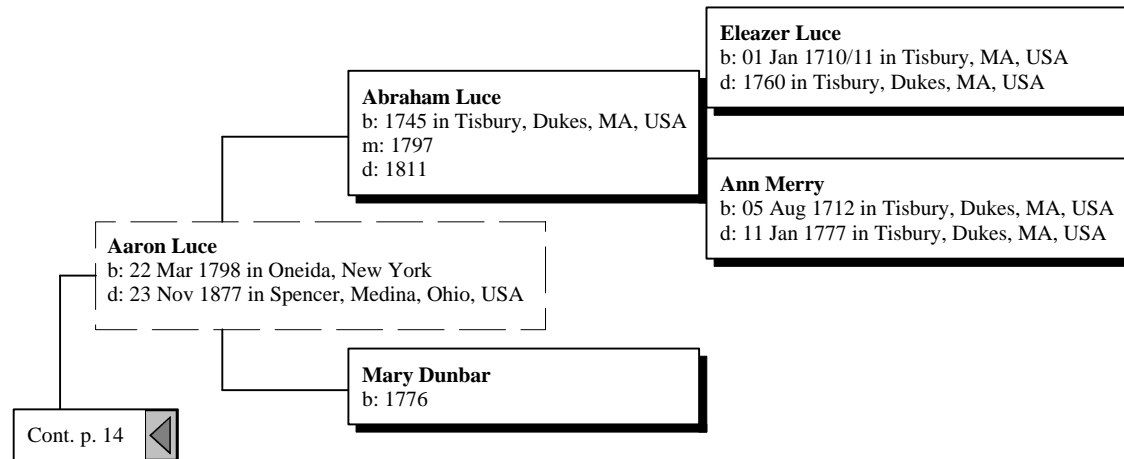 Eleazer Luce
b: 01 Jan 1710/11 in Tisbury, MA, USA
d: 1760 in Tisbury, Dukes, MA, USA
Abraham Luce
b: 1745 in Tisbury, Dukes, MA, USA
m: 1797
d: 1811
Ann Merry
b: 05 Aug 1712 in Tisbury, Dukes, MA, USA
d: 11 Jan 1777 in Tisbury, Dukes, MA, USA
Aaron Luce
b: 22 Mar 1798 in Oneida, New York
d: 23 Nov 1877 in Spencer, Medina, Ohio, USA
Mary Dunbar
b: 1776
Cont. p. 14